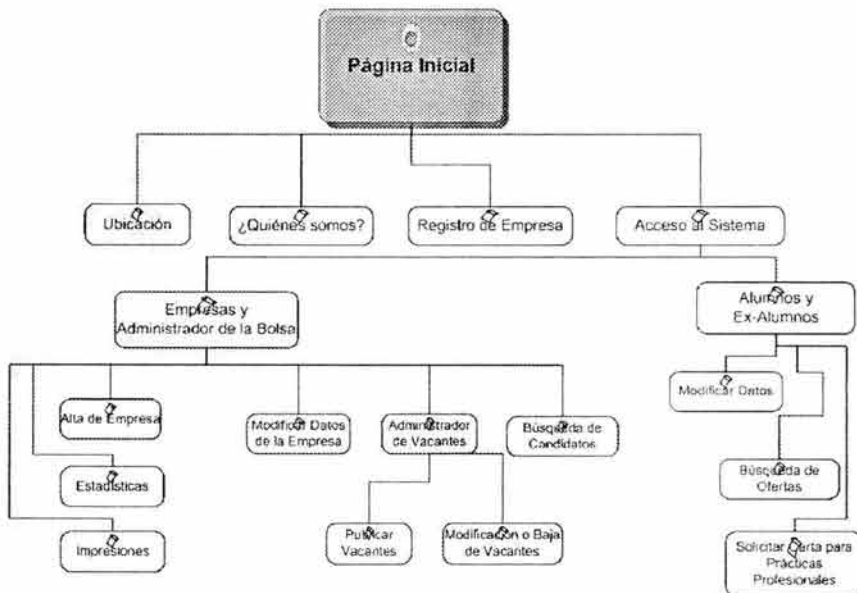 Página Inicial
Ubicación
¿Quiénes somos?
Registro de Empresa
Acceso al Sistema
Empresas y
Administrador de la Bolsa
Alumnos y
Ex-Alumnos
Alta de Empresa
Modificar Datos
de la Empresa
Administrador
de Vacantes
Búsqueda de
Candidatos
Modificar Datos
Estadísticas
Búsqueda de
Ofertas
Impresiones
Publicar
Vacantes
Modificación o Baja
de Vacantes
Solicitar Carta para
Prácticas
Profesionales